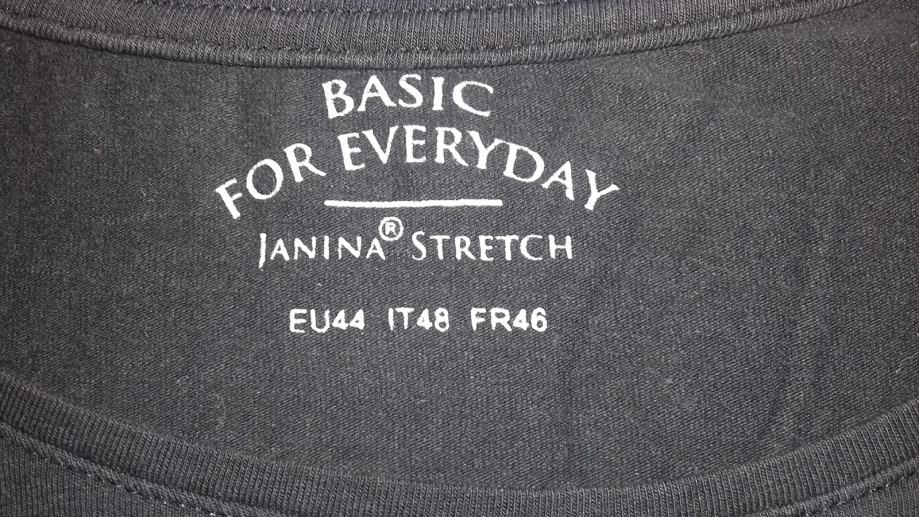 BASIC
FOR EVERYDAY
JANINA® STRETCH
EU44 IT48 FR46